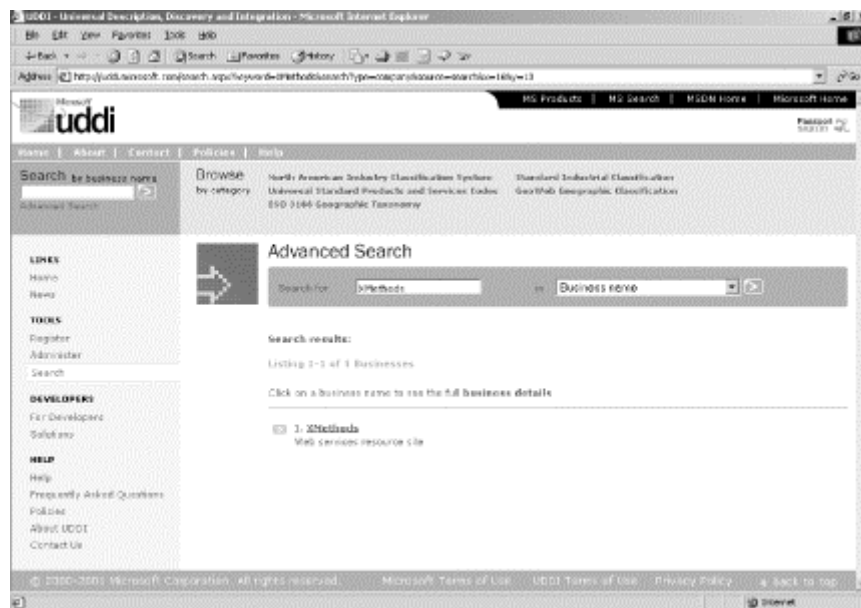 UDDI - Universal Description, Discovery and Integration - Microsoft Internet Explorer
File Edit View Favorites Tools Help
Back Search Favorites History
Address
Go
MS Products | MS Search | MSDN Home | Microsoft Home
Microsoft
uddi
Passport
Home | About | Contact | Policies | Help
Search by business name
Advanced Search
Browse
by category
North American Industry Classification System
Universal Standard Products and Services Codes
ISO 3166 Geographic Taxonomy
Standard Industrial Classification
GeoWeb Geographic Classification
LINKS
Home
News
TOOLS
Register
Administer
Search
DEVELOPERS
For Developers
Solutions
HELP
Help
Frequently Asked Questions
Policies
About UDDI
Contact Us
Advanced Search
Search for XMethods in Business name
Search results:
Listing 1-1 of 1 Businesses
Click on a business name to see the full business details
1. XMethods
Web services resource site
© 2000-2001 Microsoft Corporation. All rights reserved. Microsoft Terms of Use UDDI Terms of Use Privacy Policy Back to top
Internet